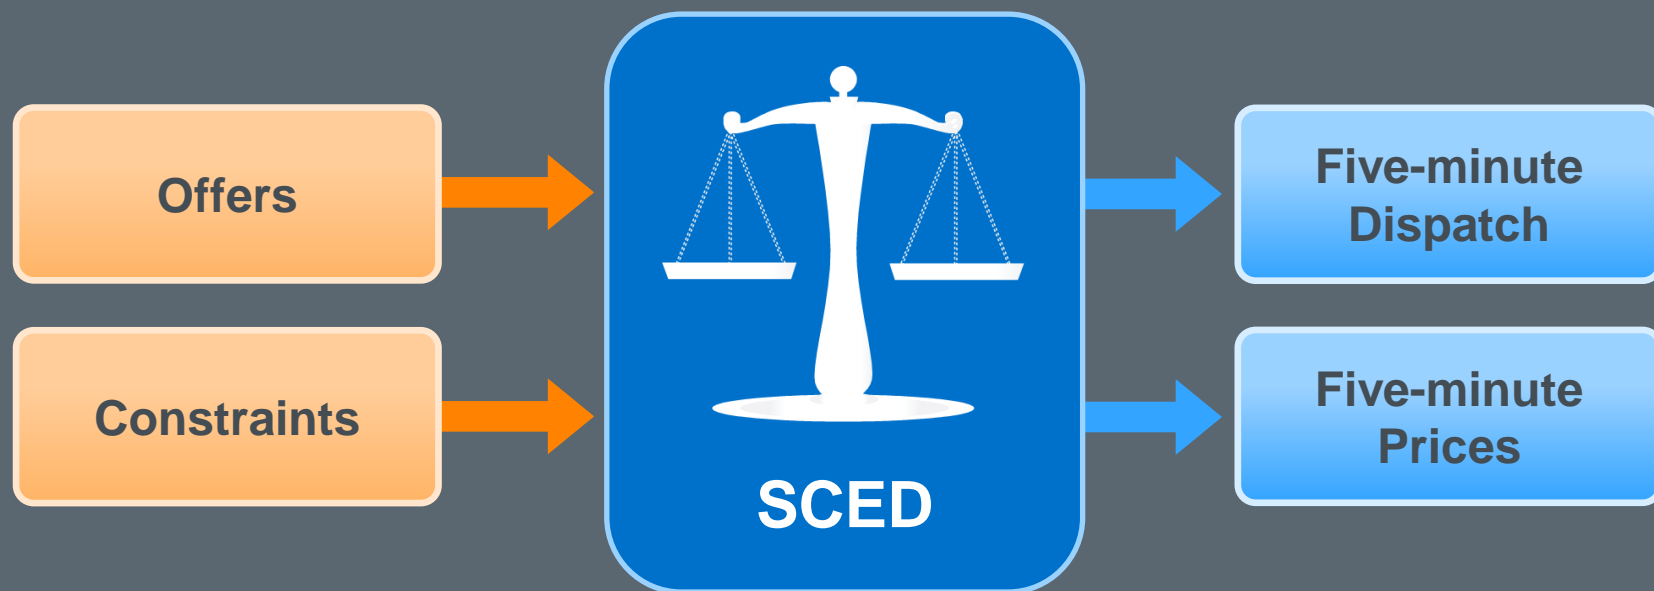 Offers
Constraints
SCED
Five-minute
Dispatch
Five-minute
Prices